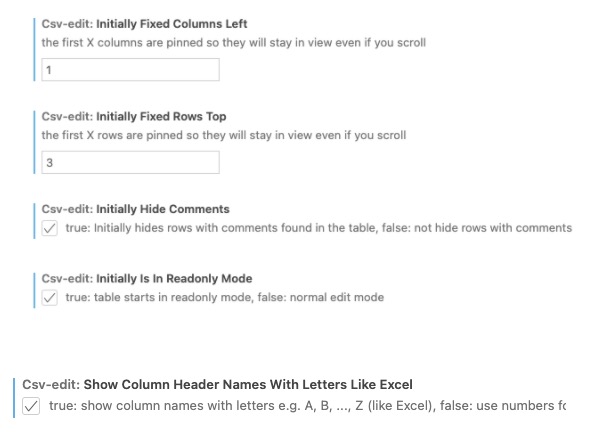 Csv-edit: Initially Fixed Columns Left
the first X columns are pinned so they will stay in view even if you scroll
1
Csv-edit: Initially Fixed Rows Top
the first X rows are pinned so they will stay in view even if you scroll
3
Csv-edit: Initially Hide Comments
true: Initially hides rows with comments found in the table, false: not hide rows with comments
Csv-edit: Initially Is In Readonly Mode
true: table starts in readonly mode, false: normal edit mode
Csv-edit: Show Column Header Names With Letters Like Excel
true: show column names with letters e.g. A, B, ..., Z (like Excel), false: use numbers